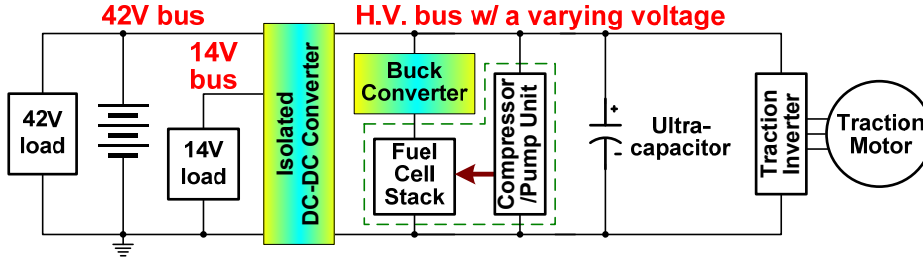 42V bus
H.V. bus w/ a varying voltage
14V
bus
42V
load
14V
load
Isolated
DC-DC Converter
Buck
Converter
Fuel
Cell
Stack
Compressor
/Pump Unit
+
-
Ultra-
capacitor
Traction
Inverter
Traction
Motor